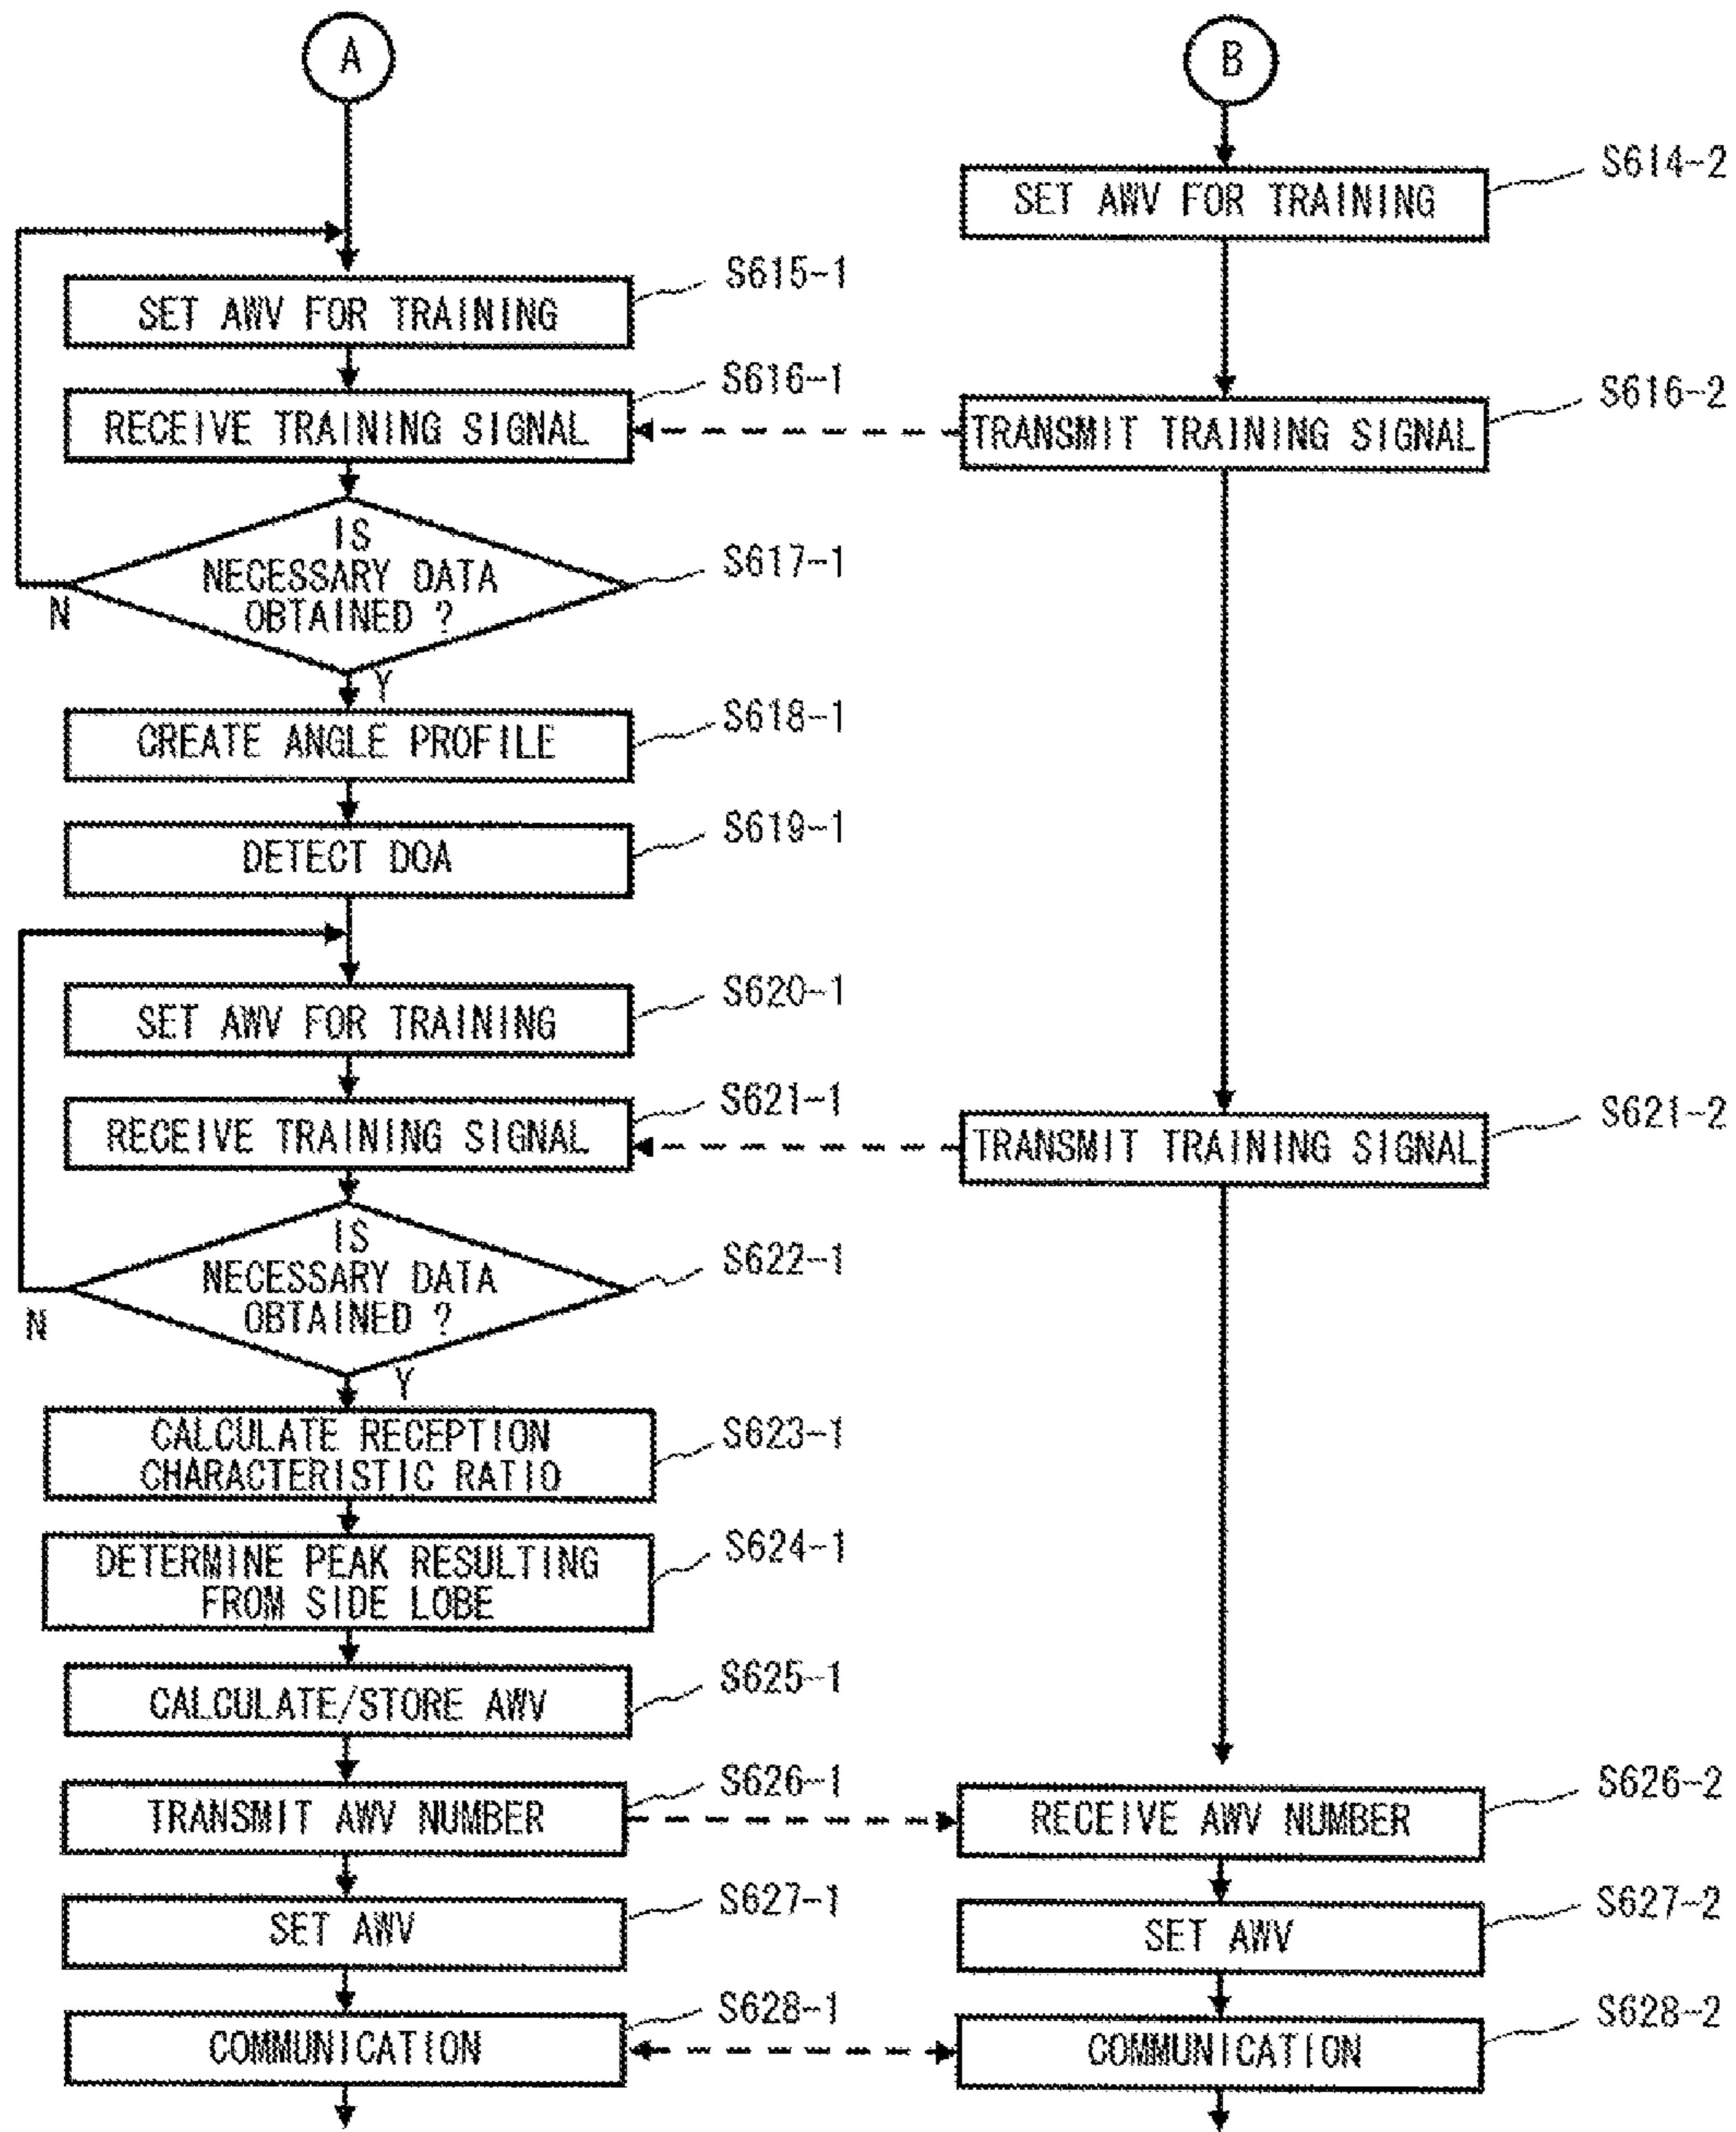 A
B
SET AWV FOR TRAINING
S614-2
SET AWV FOR TRAINING
S615-1
RECEIVE TRAINING SIGNAL
S616-1
TRANSMIT TRAINING SIGNAL
S616-2
IS
NECESSARY DATA
OBTAINED ?
S617-1
N
Y
CREATE ANGLE PROFILE
S618-1
DETECT DOA
S619-1
SET AWV FOR TRAINING
S620-1
RECEIVE TRAINING SIGNAL
S621-1
TRANSMIT TRAINING SIGNAL
S621-2
IS
NECESSARY DATA
OBTAINED ?
S622-1
N
Y
CALCULATE RECEPTION
CHARACTERISTIC RATIO
S623-1
DETERMINE PEAK RESULTING
FROM SIDE LOBE
S624-1
CALCULATE/STORE AWV
S625-1
TRANSMIT AWV NUMBER
S626-1
RECEIVE AWV NUMBER
S626-2
SET AWV
S627-1
SET AWV
S627-2
COMMUNICATION
S628-1
COMMUNICATION
S628-2